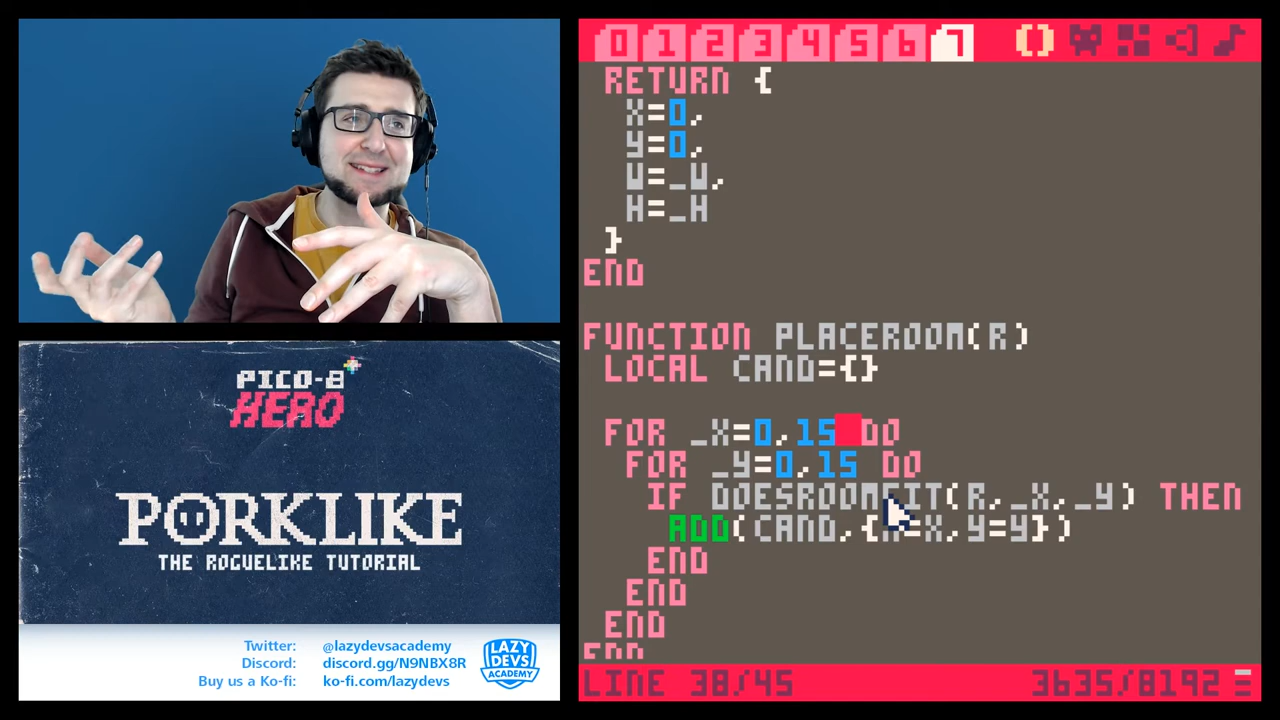 0 1 2 3 4 5 6 7
RETURN {
X=0,
Y=0,
W=_W,
H=_H
}
END
FUNCTION PLACEROOM(R)
LOCAL CAND={}
FOR _X=0,15 DO
FOR _Y=0,15 DO
IF DOESROOMFIT(R,_X,_Y) THEN
ADD(CAND,{X=X,Y=Y})
END
END
END
END
LINE 38/45
3635/8192
PICO-8
HERO
PORKLIKE
THE ROGUELIKE TUTORIAL
Twitter: @lazydevsacademy
Discord: discord.gg/N9NBX8R
Buy us a Ko-fi: ko-fi.com/lazydevs
LAZY
DEVS
ACADEMY